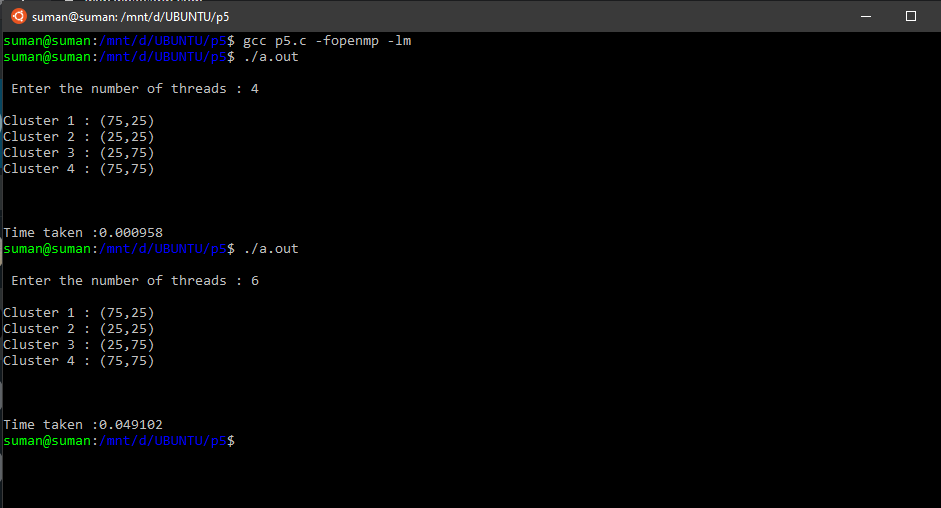 suman@suman: /mnt/d/UBUNTU/p5
suman@suman:/mnt/d/UBUNTU/p5$ gcc p5.c -fopenmp -lm
suman@suman:/mnt/d/UBUNTU/p5$ ./a.out
Enter the number of threads : 4
Cluster 1 : (75,25)
Cluster 2 : (25,25)
Cluster 3 : (25,75)
Cluster 4 : (75,75)
Time taken :0.000958
suman@suman:/mnt/d/UBUNTU/p5$ ./a.out
Enter the number of threads : 6
Cluster 1 : (75,25)
Cluster 2 : (25,25)
Cluster 3 : (25,75)
Cluster 4 : (75,75)
Time taken :0.049102
suman@suman:/mnt/d/UBUNTU/p5$